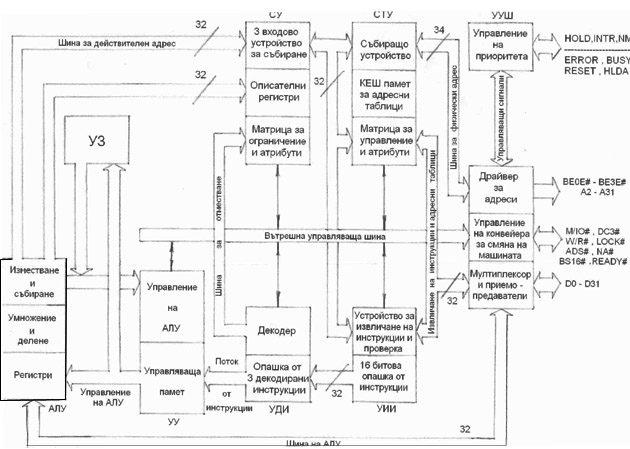 СУ
СТУ
УУШ
32
34
Шина за действителен адрес
3 входово
устройство
за събиране
Събиращо
устройство
Управление
на
приоритета
HOLD,INTR,NM
ERROR , BUSY
RESET , HLDA
32
32
Описателни
регистри
КЕШ памет
за адресни
таблици
Шина за физически адрес
Управляващи сигнали
УЗ
Матрица за
ограничение
и атрибути
Матрица за
управление
и атрибути
Драйвер
за
адреси
BE0E# - BE3E#
A2 - A31
Шина за отместване
Извличане на инструкции и адресни таблици
Вътрешна управляваща шина
Управление
на конвейера
за смяна на
машината
M/IO# , DC3#
W/R# , LOCK#
ADS# , NA#
BS16# ,READY#
Изместване
и
събиране
Управление
на
АЛУ
Мултиплексор
и приемо -
предаватели
D0 - D31
32
Умножение
и
делене
Декодер
Устройство за
извличане на
инструкции и
проверка
Регистри
Управляваща
памет
Поток
от
инструкции
Опашка от
3 декодирани
инструкции
32
16 битова
опашка от
инструкции
Управление
на АЛУ
АЛУ
УУ
УДИ
УИИ
32
Шина на АЛУ